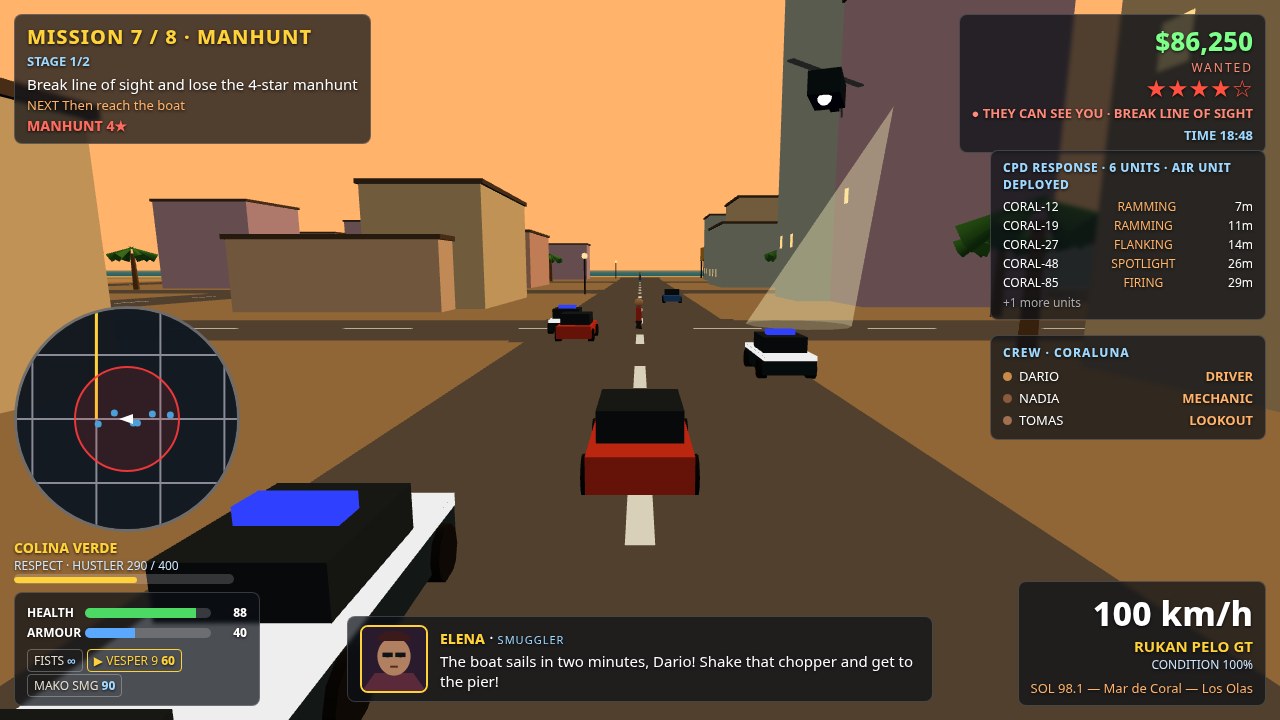 MISSION 7 / 8 · MANHUNT
STAGE 1/2
Break line of sight and lose the 4-star manhunt
NEXT Then reach the boat
MANHUNT 4★
$86,250
WANTED
★★★★☆
● THEY CAN SEE YOU · BREAK LINE OF SIGHT
TIME 18:48
CPD RESPONSE · 6 UNITS · AIR UNIT
DEPLOYED
CORAL-12 RAMMING 7m
CORAL-19 RAMMING 11m
CORAL-27 FLANKING 14m
CORAL-48 SPOTLIGHT 26m
CORAL-85 FIRING 29m
+1 more units
CREW · CORALUNA
DARIO DRIVER
NADIA MECHANIC
TOMAS LOOKOUT
COLINA VERDE
RESPECT · HUSTLER 290 / 400
HEALTH 88
ARMOUR 40
FISTS ∞ ▶ VESPER 9 60
MAKO SMG 90
ELENA · SMUGGLER
The boat sails in two minutes, Dario! Shake that chopper and get to
the pier!
100 km/h
RUKAN PELO GT
CONDITION 100%
SOL 98.1 — Mar de Coral — Los Olas